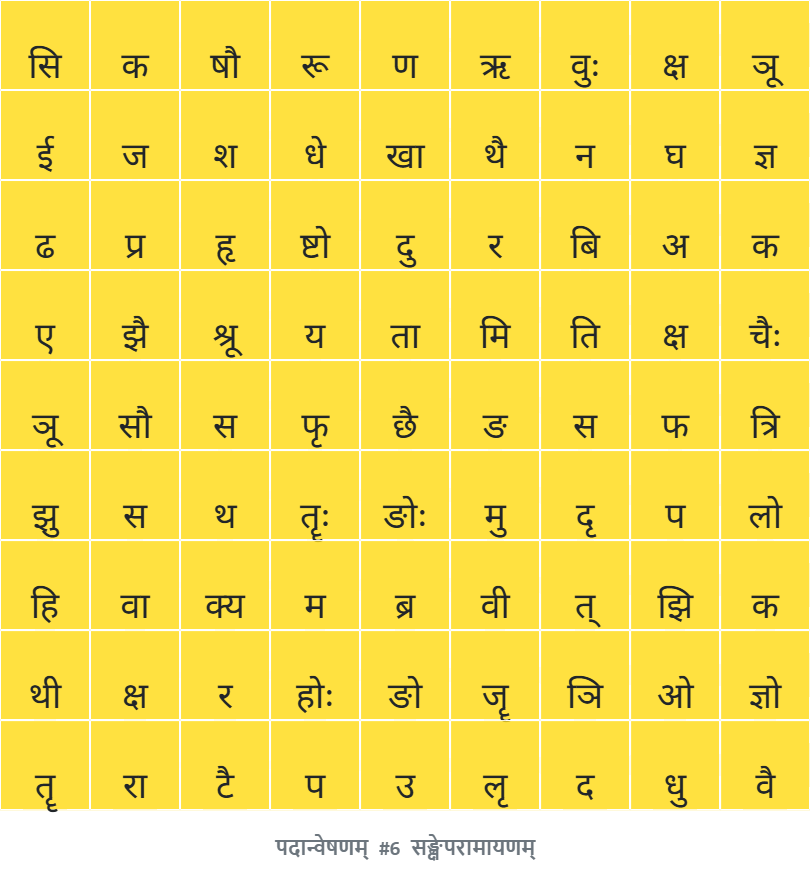 सि क षौ रू ण ऋ वुः क्ष ञू
ई ज श धे खा थै न घ ज्ञ
ढ प्र हृ ष्टो दु र बि अ क
ए झै श्रू य ता मि ति क्ष चैः
ञू सौ स फृ छै ङ स फ त्रि
झु स थ तॄः ङोः मु दृ प लो
हि वा क्य म ब्र वी त् झि क
थी क्ष र होः ङो जॄ ञि ओ ज्ञो
तॄ रा टै प उ लृ द धु वै
पदान्वेषणम् #6 सङ्क्षेपरामायणम्